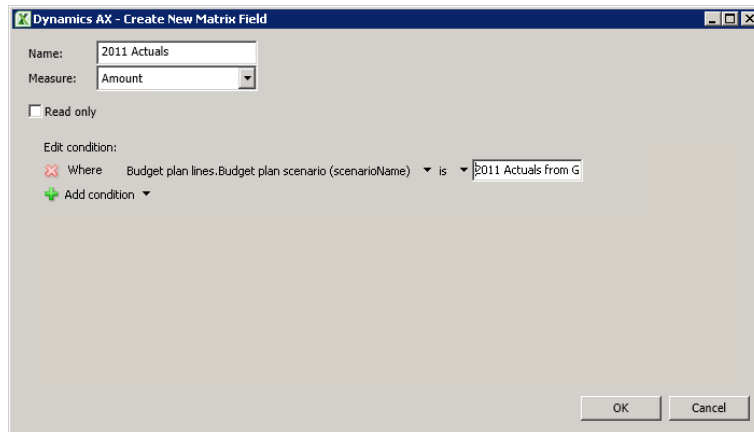 Dynamics AX - Create New Matrix Field
Name: 2011 Actuals
Measure: Amount
Read only
Edit condition:
Where Budget plan lines.Budget plan scenario (scenarioName) is 2011 Actuals from G
Add condition
OK Cancel